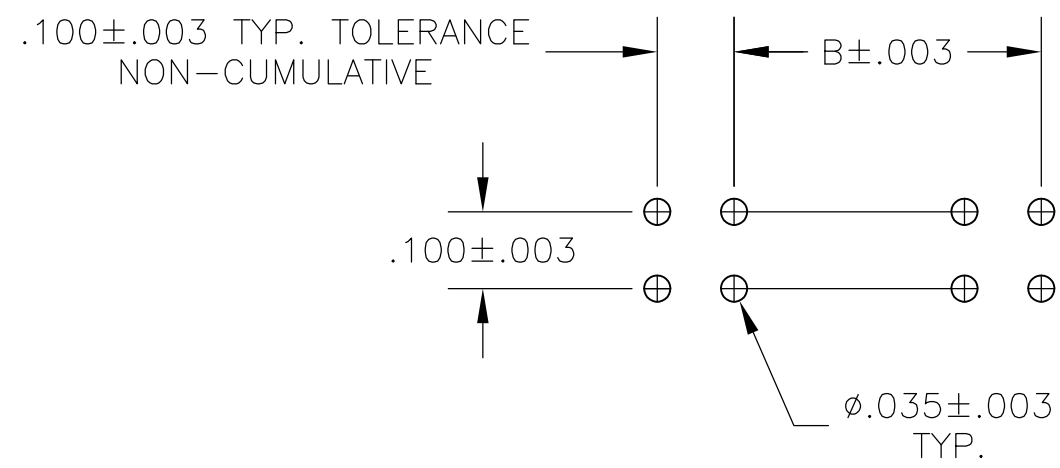 .100±.003 TYP. TOLERANCE
NON−CUMULATIVE
B±.003
.100±.003
⌀.035±.003
TYP.